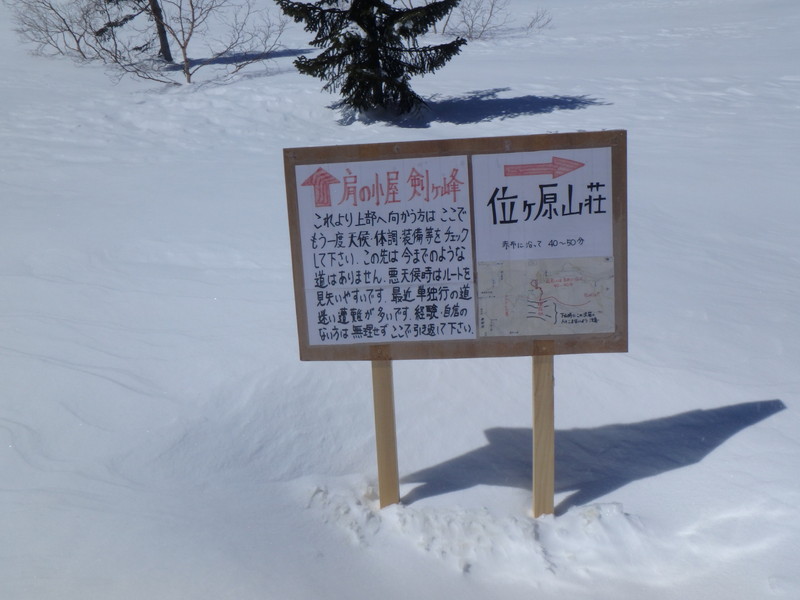 肩の小屋 剣ヶ峰
これより上部へ向かう方は ここで
もう一度 天候・体調・装備等をチェック
して下さい. この先は 今までのような
道はありません. 悪天候時はルートを
見失いやすいです. 最近 単独行の道
迷い遭難が多いです. 経験・自信の
ない方は 無理せず ここで引き返して下さい.
位ヶ原山荘
40～50分